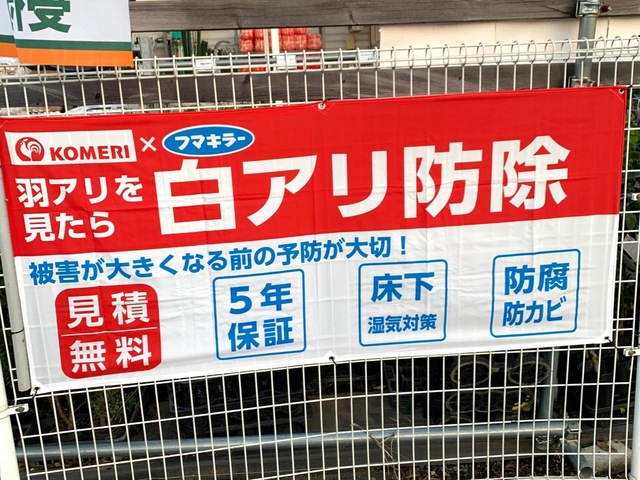 KOMERI × フマキラー
羽アリを
見たら
白アリ防除
被害が大きくなる前の予防が大切！
見積
無料
5年
保証
床下
湿気対策
防腐
防カビ